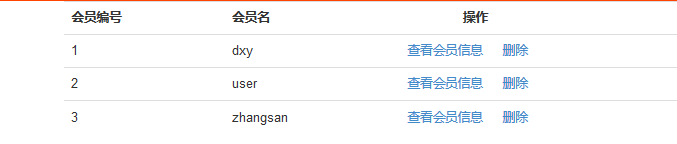 会员编号 会员名 操作
1 dxy 查看会员信息 删除
2 user 查看会员信息 删除
3 zhangsan 查看会员信息 删除